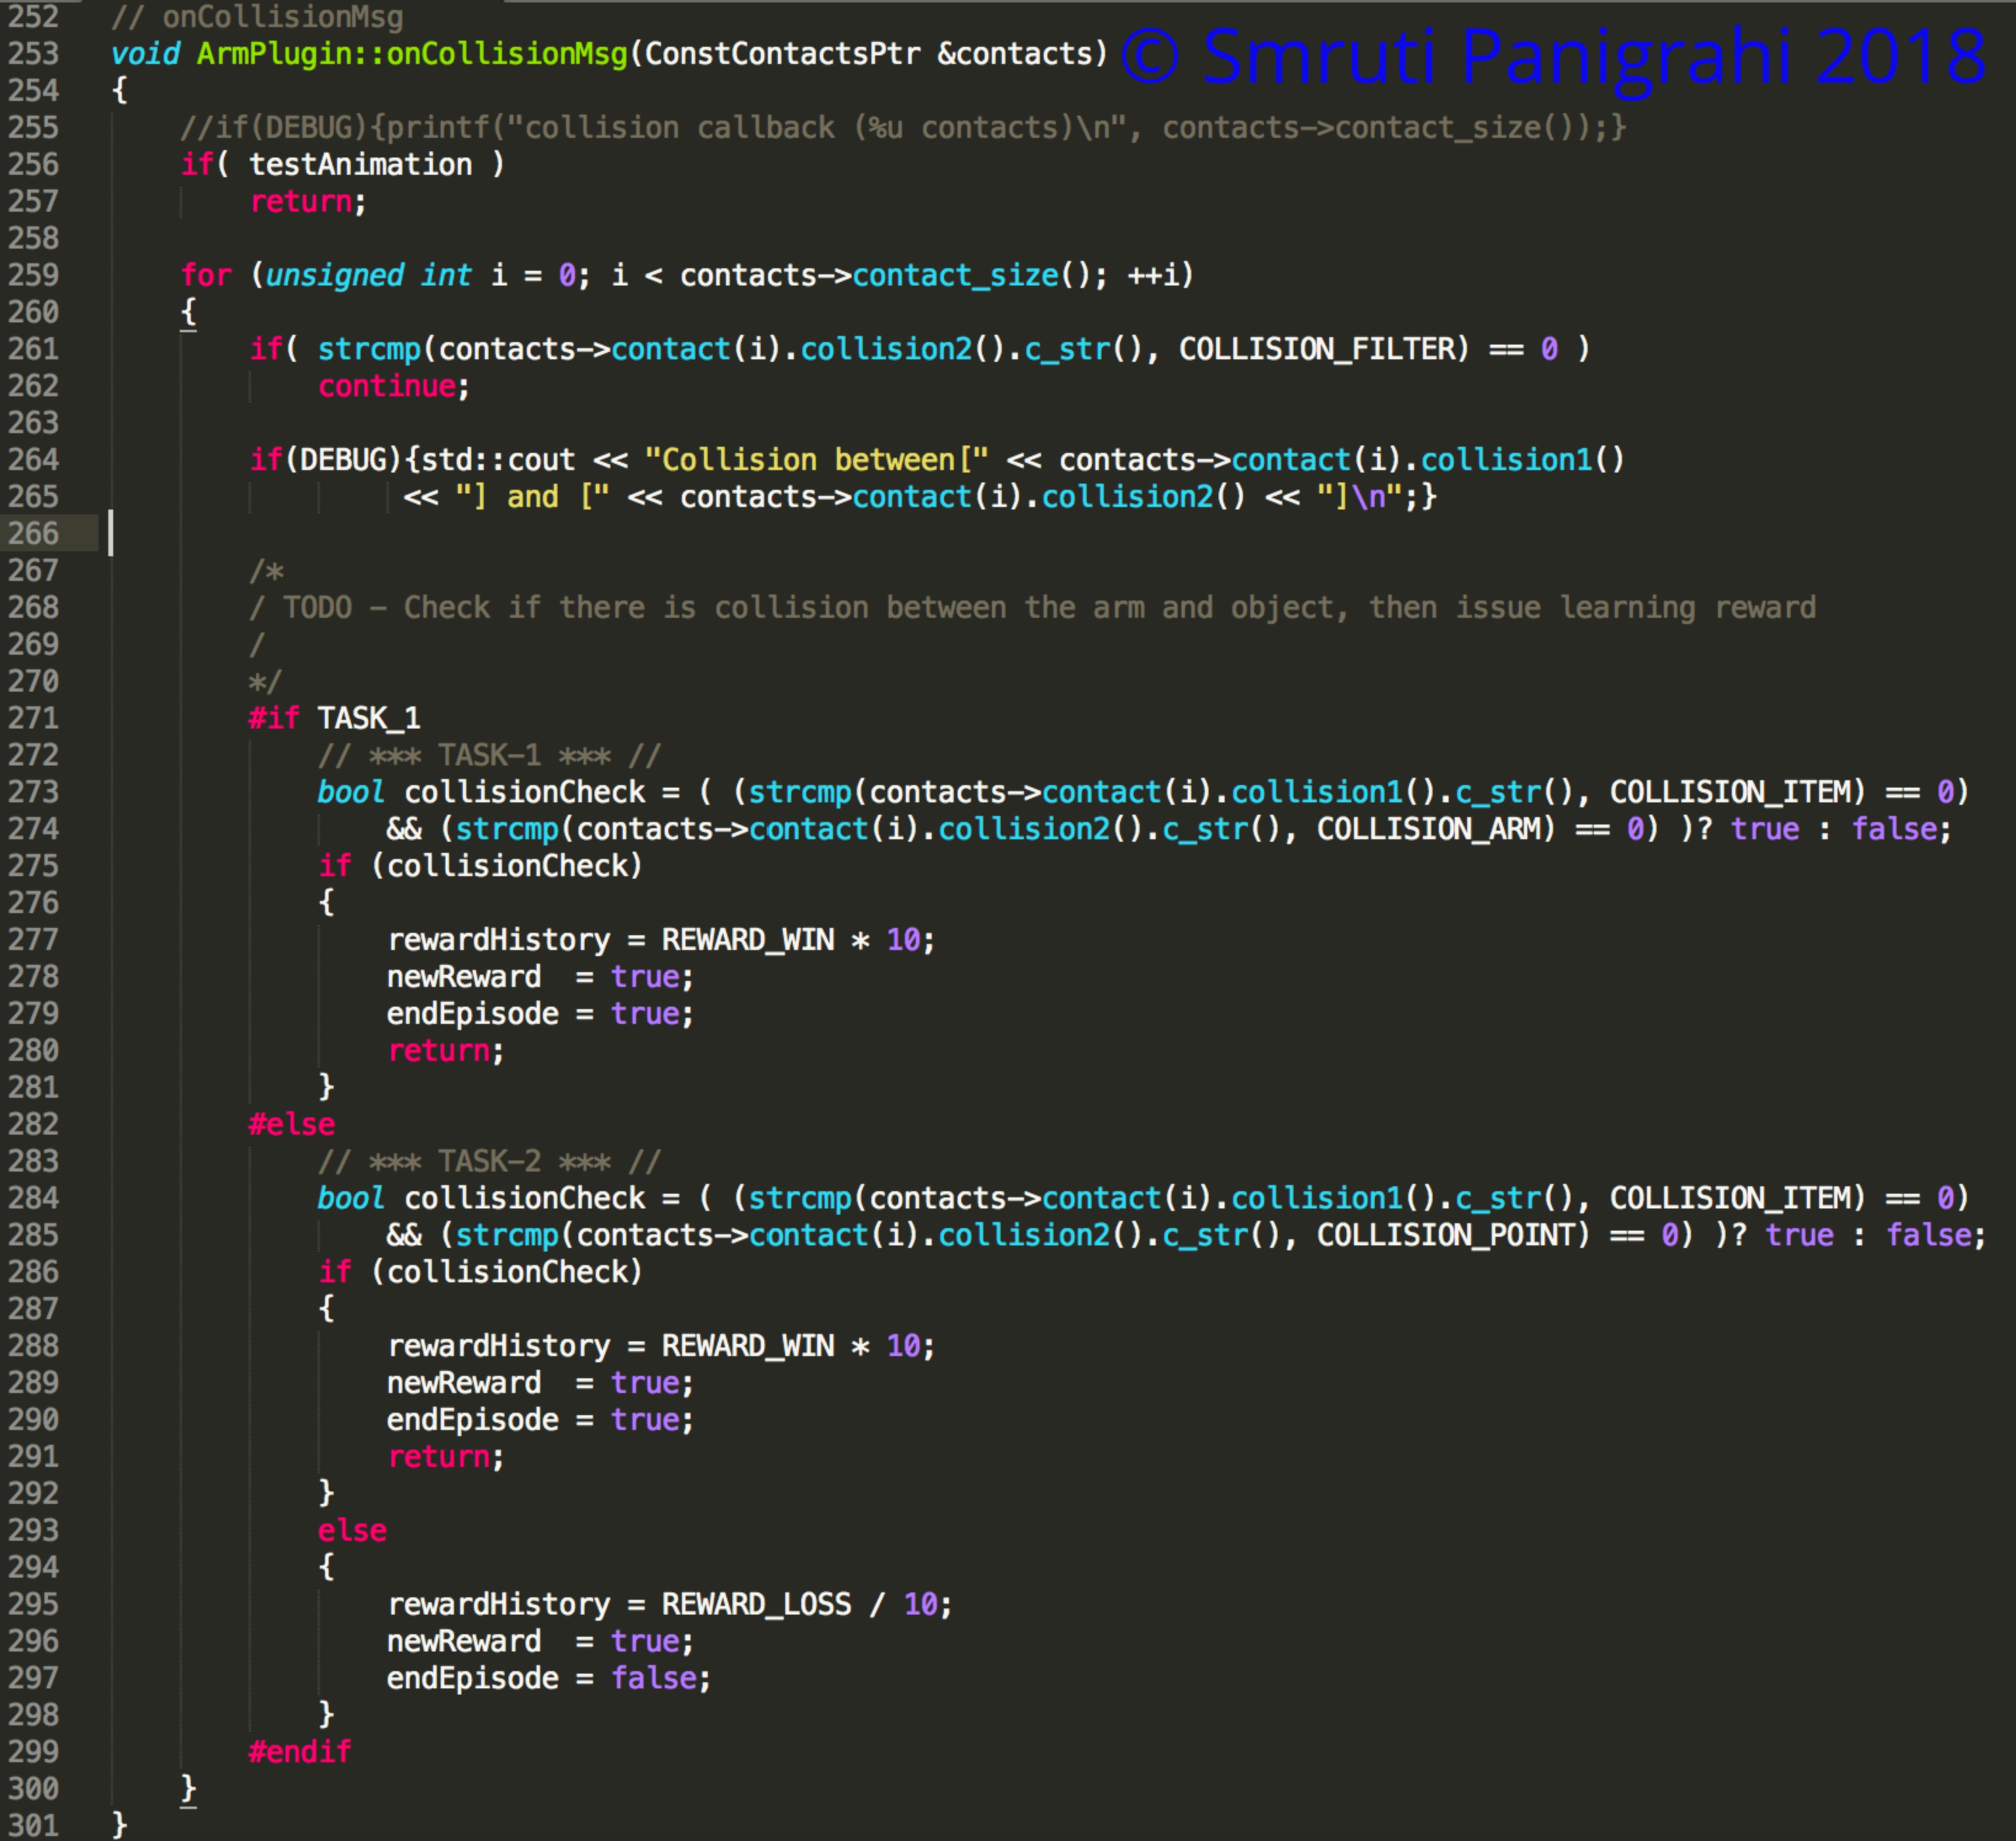 252 // onCollisionMsg
253 void ArmPlugin::onCollisionMsg(ConstContactsPtr &contacts) © Smruti Panigrahi 2018
254 {
255     //if(DEBUG){printf("collision callback (%u contacts)\n", contacts->contact_size());}
256     if( testAnimation )
257         return;
258
259     for (unsigned int i = 0; i < contacts->contact_size(); ++i)
260     {
261         if( strcmp(contacts->contact(i).collision2().c_str(), COLLISION_FILTER) == 0 )
262             continue;
263
264         if(DEBUG){std::cout << "Collision between[" << contacts->contact(i).collision1()
265                  << "] and [" << contacts->contact(i).collision2() << "]\n";}
266
267         /*
268         / TODO - Check if there is collision between the arm and object, then issue learning reward
269         /
270         */
271         #if TASK_1
272             // *** TASK-1 *** //
273             bool collisionCheck = ( (strcmp(contacts->contact(i).collision1().c_str(), COLLISION_ITEM) == 0)
274                 && (strcmp(contacts->contact(i).collision2().c_str(), COLLISION_ARM) == 0) )? true : false;
275             if (collisionCheck)
276             {
277                 rewardHistory = REWARD_WIN * 10;
278                 newReward  = true;
279                 endEpisode = true;
280                 return;
281             }
282         #else
283             // *** TASK-2 *** //
284             bool collisionCheck = ( (strcmp(contacts->contact(i).collision1().c_str(), COLLISION_ITEM) == 0)
285                 && (strcmp(contacts->contact(i).collision2().c_str(), COLLISION_POINT) == 0) )? true : false;
286             if (collisionCheck)
287             {
288                 rewardHistory = REWARD_WIN * 10;
289                 newReward  = true;
290                 endEpisode = true;
291                 return;
292             }
293             else
294             {
295                 rewardHistory = REWARD_LOSS / 10;
296                 newReward  = true;
297                 endEpisode = false;
298             }
299         #endif
300     }
301 }